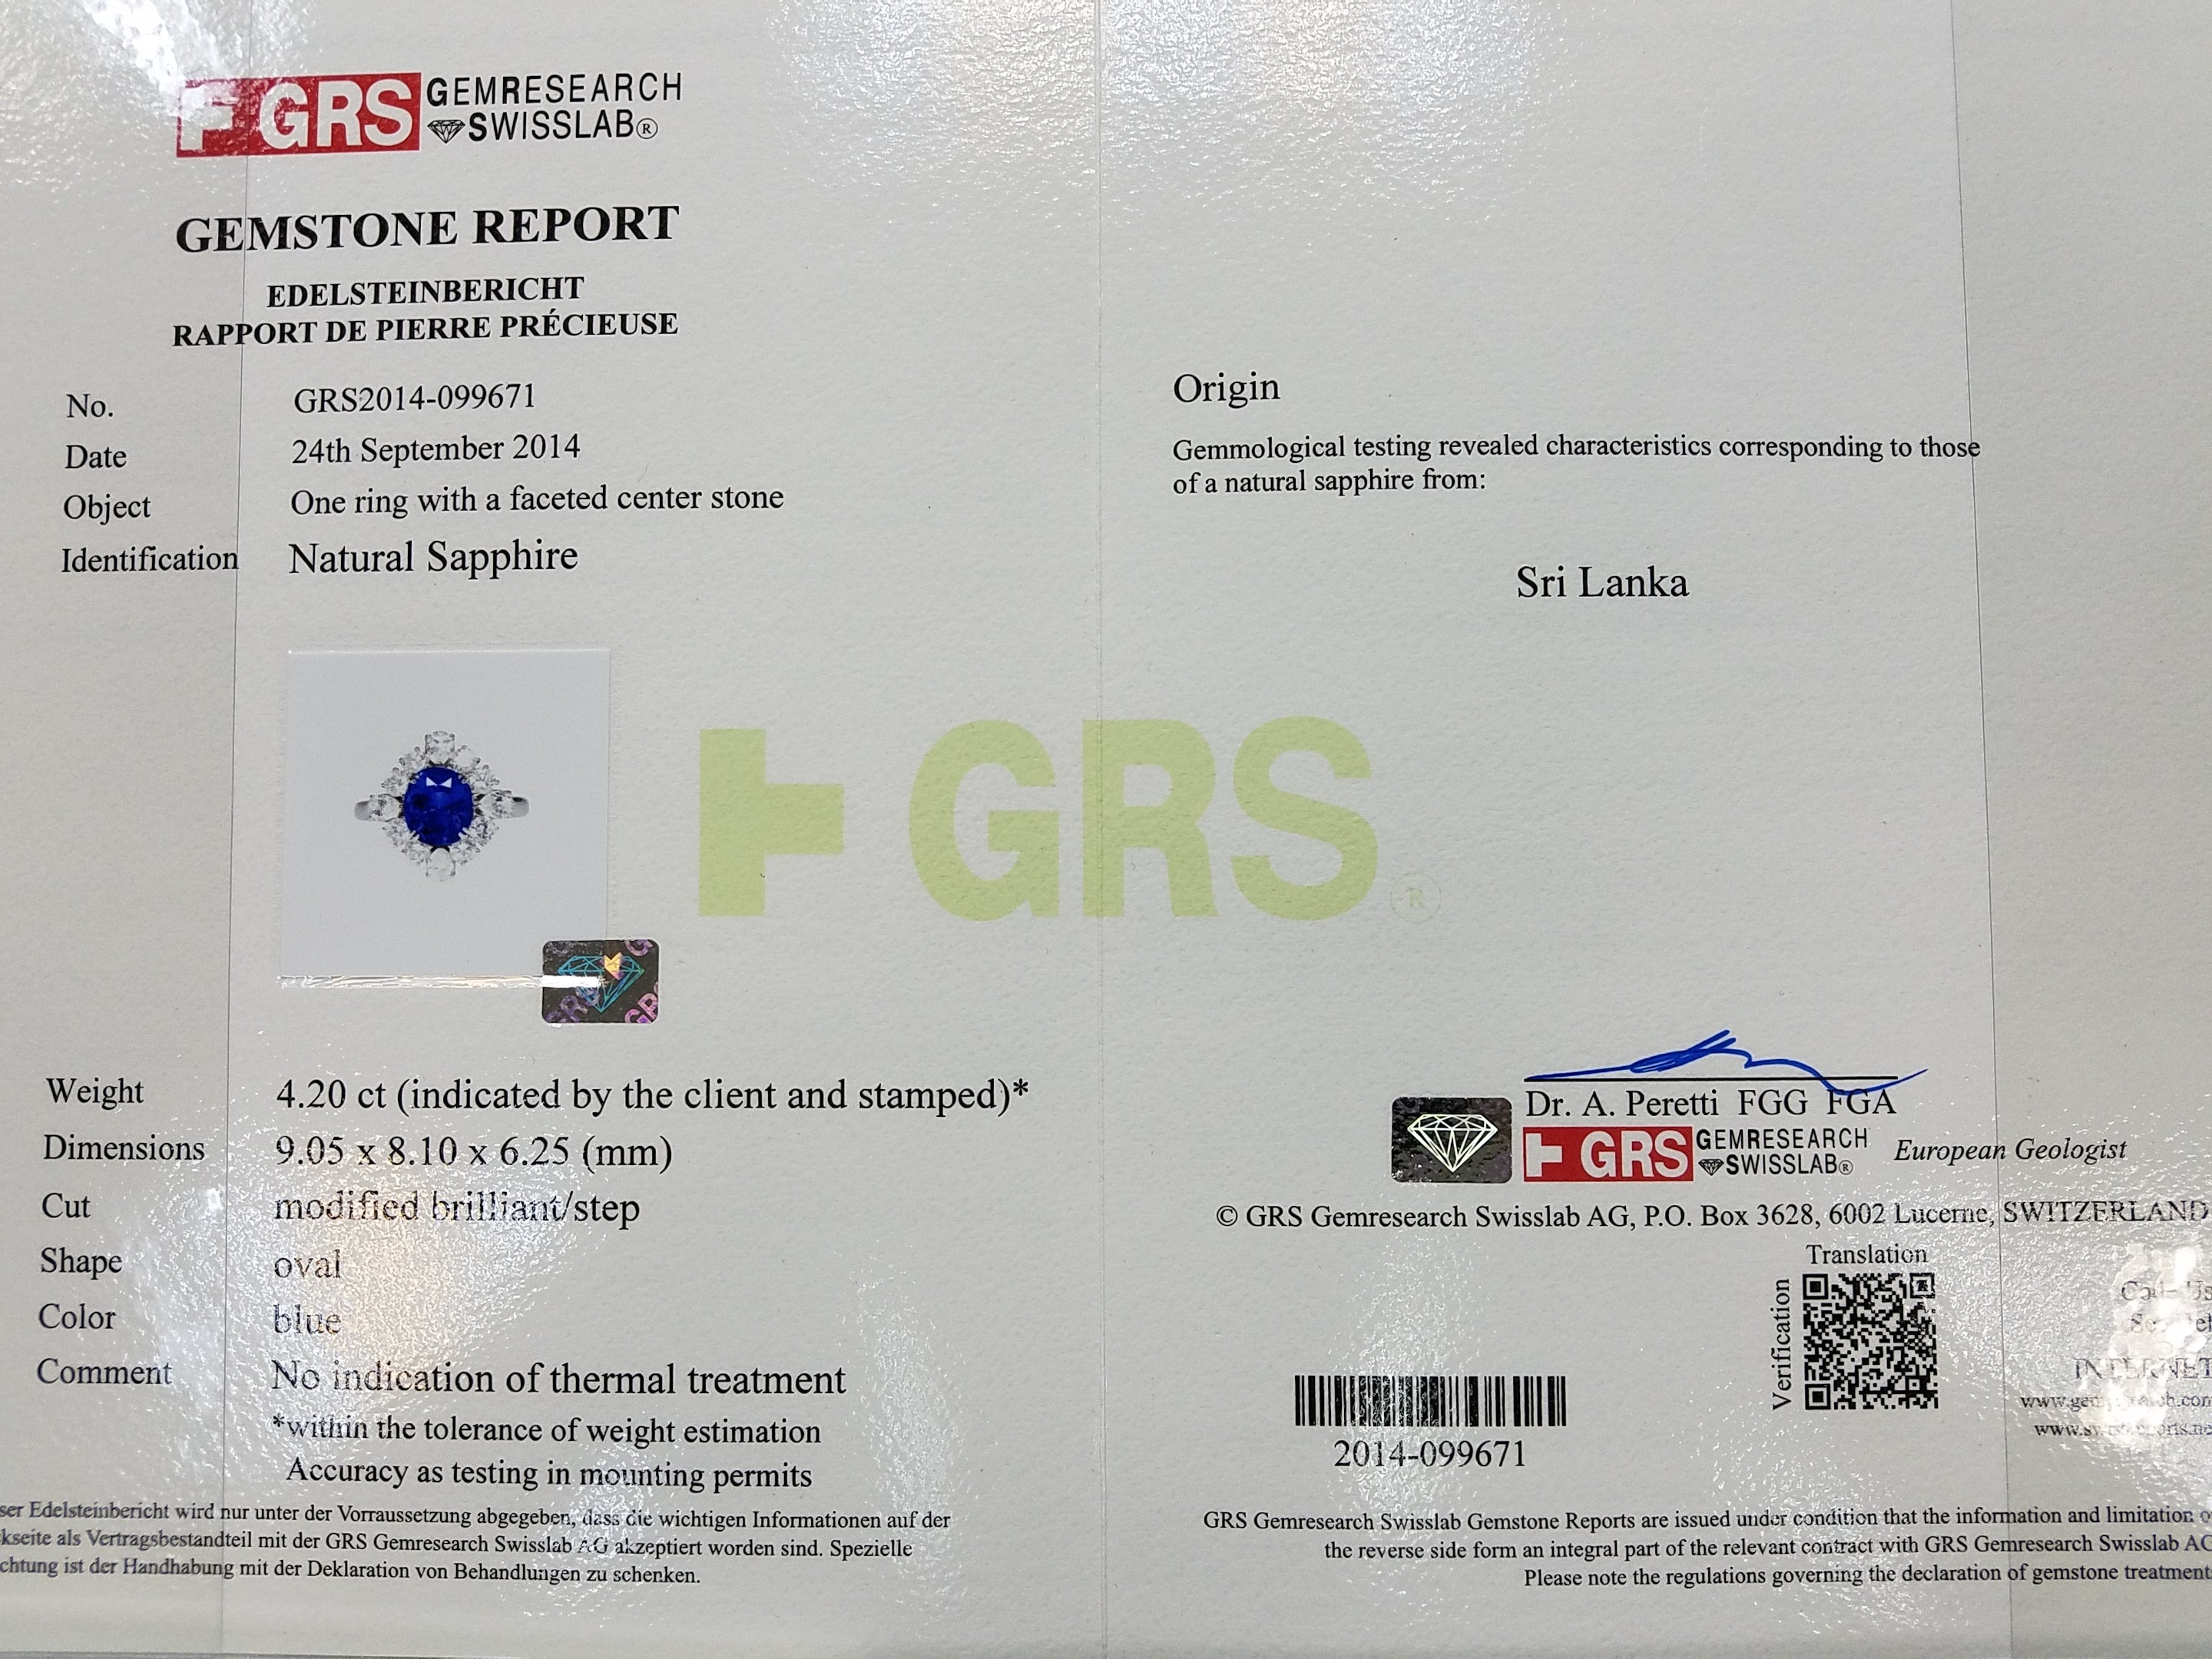 GRS GEMRESEARCH
SWISSLAB®
GEMSTONE REPORT
EDELSTEINBERICHT
RAPPORT DE PIERRE PRÉCIEUSE
No. GRS2014-099671
Date 24th September 2014
Object One ring with a faceted center stone
Identification Natural Sapphire
GRS ®
Weight 4.20 ct (indicated by the client and stamped)*
Dimensions 9.05 x 8.10 x 6.25 (mm)
Cut modified brilliant/step
Shape oval
Color blue
Comment No indication of thermal treatment
*within the tolerance of weight estimation
Accuracy as testing in mounting permits
ser Edelsteinbericht wird nur unter der Vorraussetzung abgegeben, dass die wichtigen Informationen auf der
kseite als Vertragsbestandteil mit der GRS Gemresearch Swisslab AG akzeptiert worden sind. Spezielle
chtung ist der Handhabung mit der Deklaration von Behandlungen zu schenken.
Origin
Gemmological testing revealed characteristics corresponding to those
of a natural sapphire from:
Sri Lanka
Dr. A. Peretti FGG FGA
GRS GEMRESEARCH
SWISSLAB®
European Geologist
© GRS Gemresearch Swisslab AG, P.O. Box 3628, 6002 Lucerne, SWITZERLAND
Translation
Verification
INTERNET
2014-099671
GRS Gemresearch Swisslab Gemstone Reports are issued under condition that the information and limitation o
the reverse side form an integral part of the relevant contract with GRS Gemresearch Swisslab AG
Please note the regulations governing the declaration of gemstone treatment